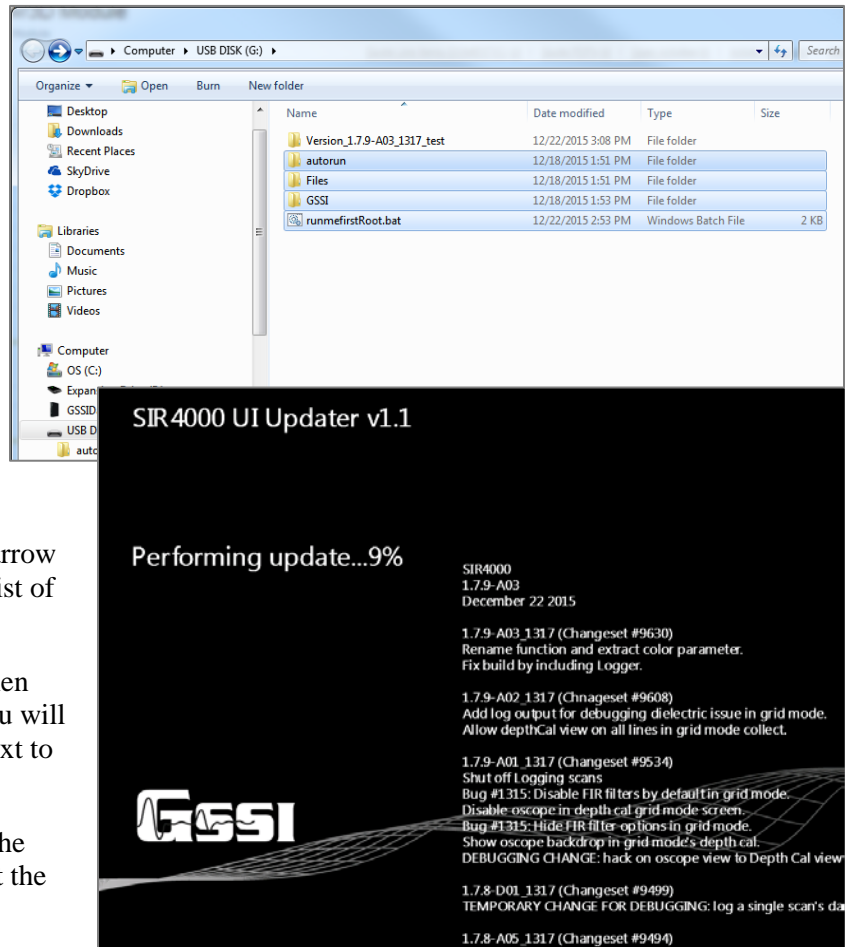 Computer ▸ USB DISK (G:) ▸
Search
Organize
Open
Burn
New folder
Desktop
Downloads
Recent Places
SkyDrive
Dropbox
Libraries
Documents
Music
Pictures
Videos
Computer
OS (C:)
GSSID
USB D
auto
Name Date modified Type Size
Version_1.7.9-A03_1317_test 12/22/2015 3:08 PM File folder
autorun 12/18/2015 1:51 PM File folder
Files 12/18/2015 1:51 PM File folder
GSSI 12/18/2015 1:53 PM File folder
runmefirstRoot.bat 12/22/2015 2:53 PM Windows Batch File 2 KB
arrow
ist of
en
u will
xt to
he
t the
SIR4000 UI Updater v1.1
Performing update...9%
GSSI
SIR4000
1.7.9-A03
December 22 2015
1.7.9-A03_1317 (Changeset #9630)
Rename function and extract color parameter.
Fix build by including Logger.
1.7.9-A02_1317 (Chnageset #9608)
Add log output for debugging dielectric issue in grid mode.
Allow depthCal view on all lines in grid mode collect.
1.7.9-A01_1317 (Changeset #9534)
Shut off Logging scans
Bug #1315: Disable FIR filters by default in grid mode.
Disable oscope in depth cal grid mode screen.
Bug #1315: Hide FIR filter options in grid mode.
Show oscope backdrop in grid mode's depth cal.
DEBUGGING CHANGE: hack on oscope view to Depth Cal view
1.7.8-D01_1317 (Changeset #9499)
TEMPORARY CHANGE FOR DEBUGGING: log a single scan's da
1.7.8-A05_1317 (Changeset #9494)